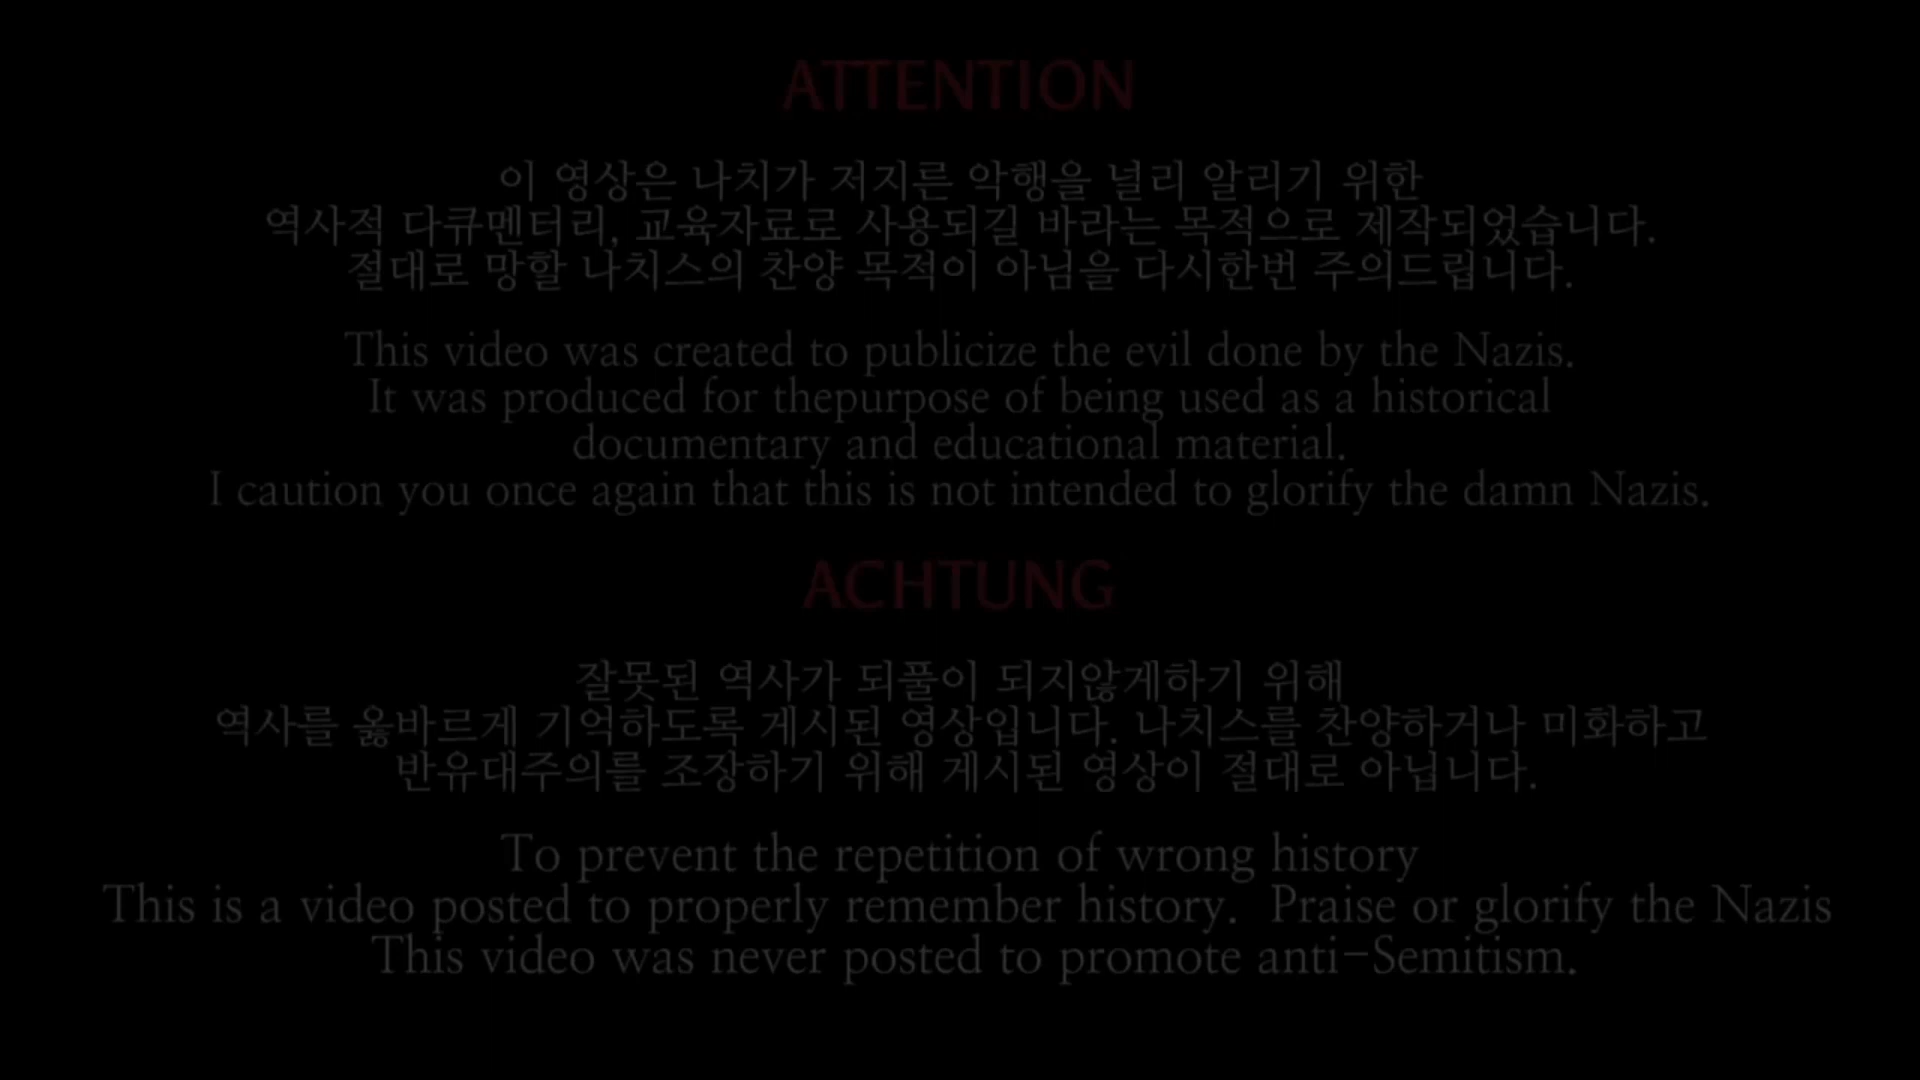 ATTENTION
이 영상은 나치가 저지른 악행을 널리 알리기 위한
역사적 다큐멘터리, 교육자료로 사용되길 바라는 목적으로 제작되었습니다.
절대로 망할 나치스의 찬양 목적이 아님을 다시한번 주의드립니다.
This video was created to publicize the evil done by the Nazis.
It was produced for thepurpose of being used as a historical
documentary and educational material.
I caution you once again that this is not intended to glorify the damn Nazis.
ACHTUNG
잘못된 역사가 되풀이 되지않게하기 위해
역사를 옳바르게 기억하도록 게시된 영상입니다. 나치스를 찬양하거나 미화하고
반유대주의를 조장하기 위해 게시된 영상이 절대로 아닙니다.
To prevent the repetition of wrong history
This is a video posted to properly remember history.  Praise or glorify the Nazis
This video was never posted to promote anti-Semitism.